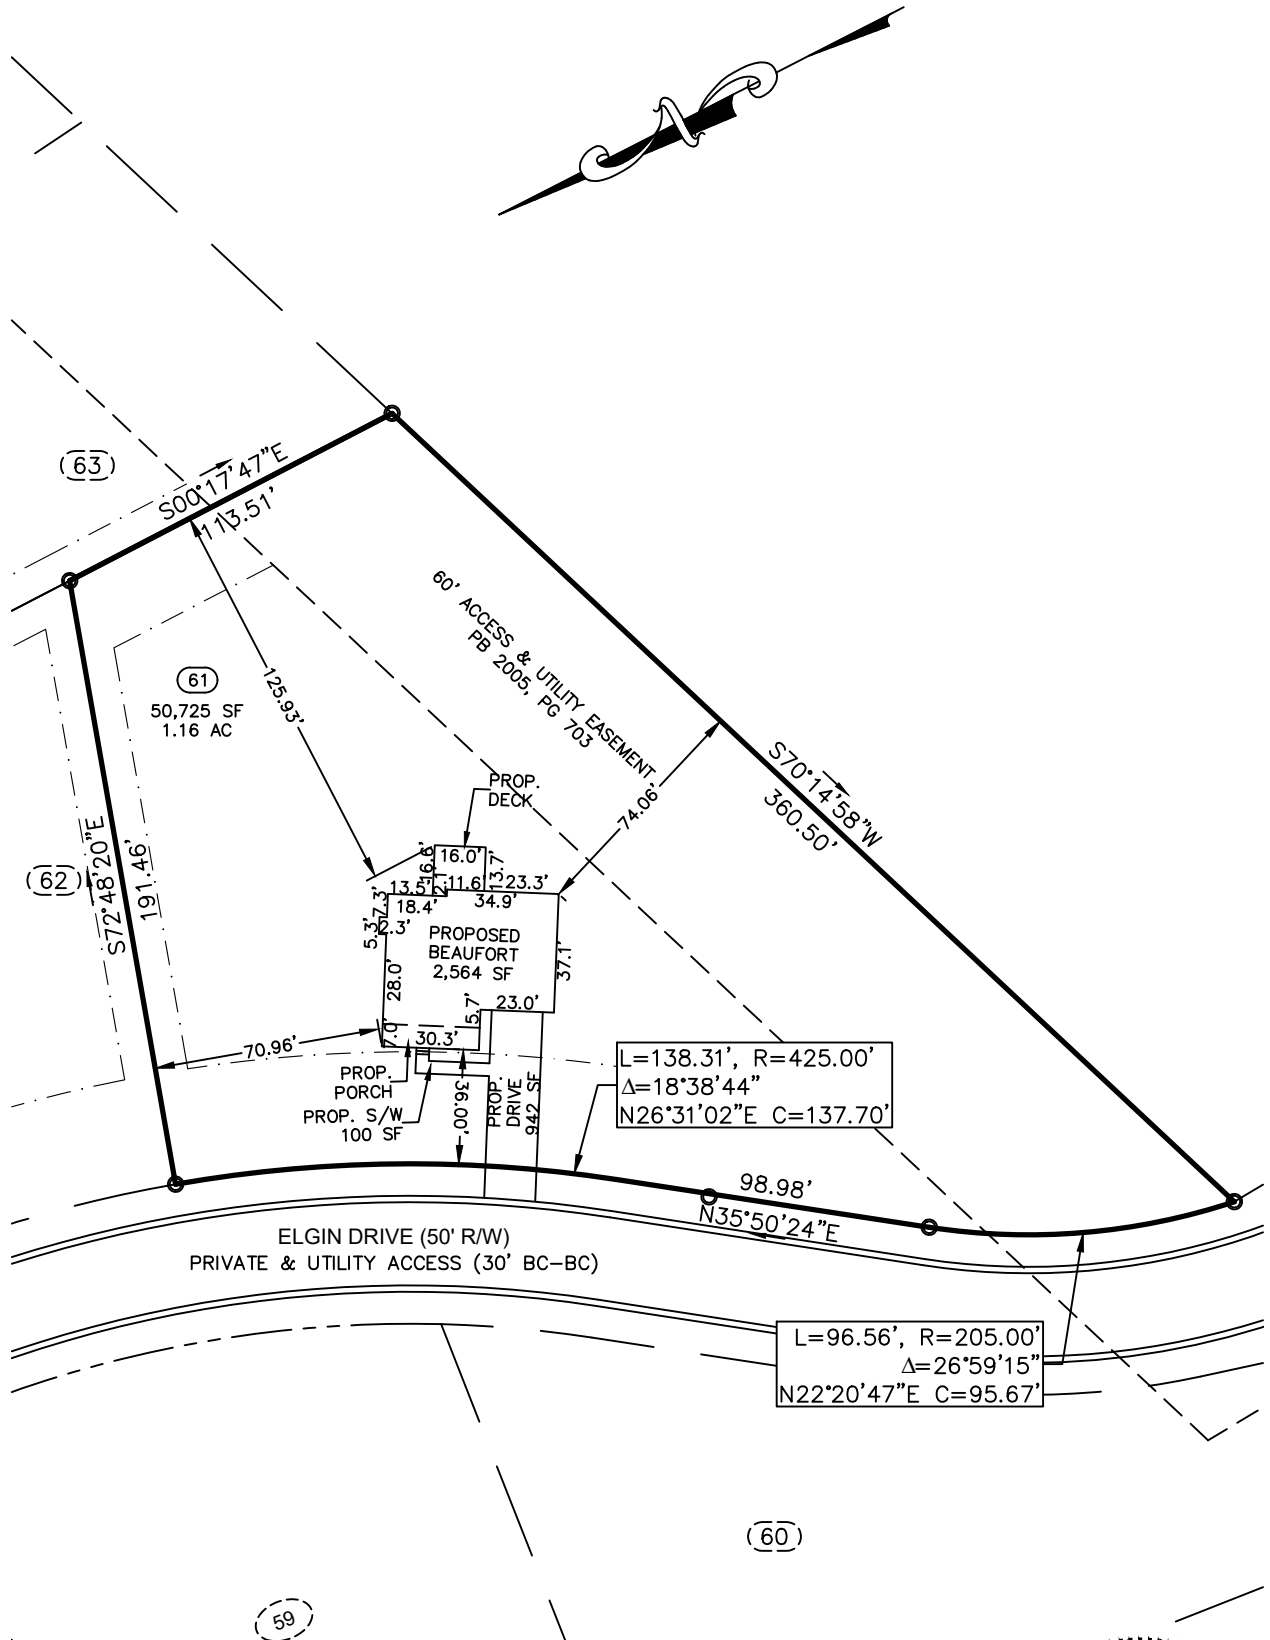 N
63
S00°17'47"E
113.51'
60' ACCESS & UTILITY EASEMENT
PB 2005, PG 703
61
50,725 SF
1.16 AC
125.93'
PROP.
DECK
74.06'
S70°14'58"W
360.50'
62
S72°48'20"E
191.46'
16.6'
16.0'
13.7'
13.5'
2.1'
11.6'
23.3'
7.3'
18.4'
34.9'
5.3'
2.3'
PROPOSED
BEAUFORT
2,564 SF
37.1'
28.0'
5.7'
23.0'
7.0'
30.3'
70.96'
PROP.
PORCH
PROP. S/W
100 SF
36.00'
PROP.
DRIVE
942 SF
L=138.31', R=425.00'
Δ=18°38'44"
N26°31'02"E C=137.70'
98.98'
N35°50'24"E
ELGIN DRIVE (50' R/W)
PRIVATE & UTILITY ACCESS (30' BC-BC)
L=96.56', R=205.00'
Δ=26°59'15"
N22°20'47"E C=95.67'
60
59